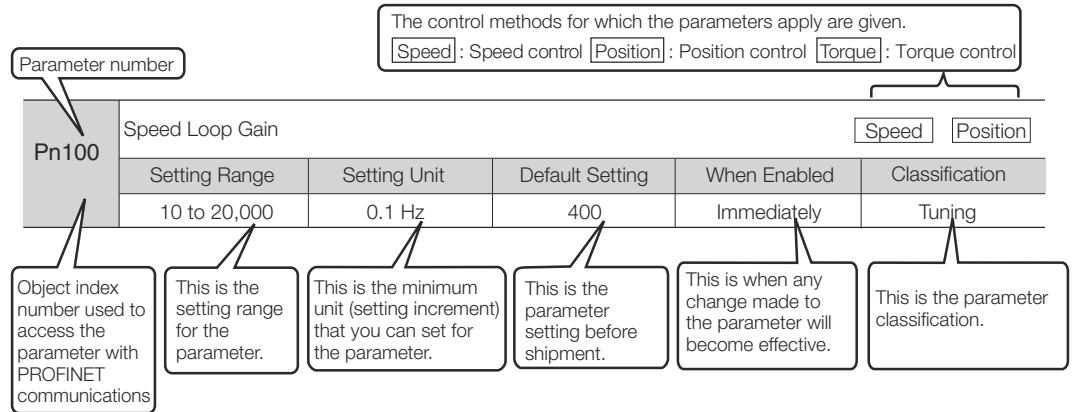 The control methods for which the parameters apply are given.
Speed : Speed control Position : Position control Torque : Torque control
Parameter number
Pn100
Speed Loop Gain
Speed Position
Setting Range Setting Unit Default Setting When Enabled Classification
10 to 20,000 0.1 Hz 400 Immediately Tuning
Object index
number used to
access the
parameter with
PROFINET
communications
This is the
setting range
for the
parameter.
This is the minimum
unit (setting increment)
that you can set for
the parameter.
This is the
parameter
setting before
shipment.
This is when any
change made to
the parameter will
become effective.
This is the parameter
classification.